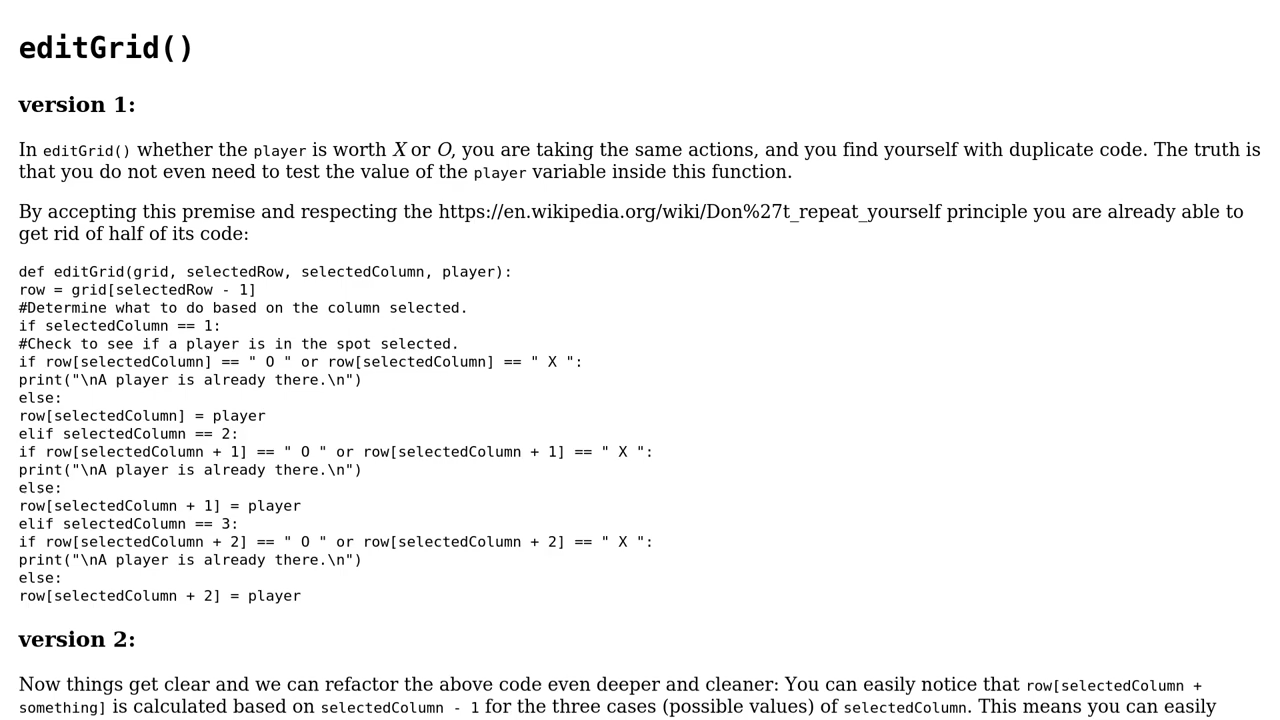 editGrid()
version 1:
In editGrid() whether the player is worth X or O, you are taking the same actions, and you find yourself with duplicate code. The truth is
that you do not even need to test the value of the player variable inside this function.
By accepting this premise and respecting the https://en.wikipedia.org/wiki/Don%27t_repeat_yourself principle you are already able to
get rid of half of its code:
def editGrid(grid, selectedRow, selectedColumn, player):
row = grid[selectedRow - 1]
#Determine what to do based on the column selected.
if selectedColumn == 1:
#Check to see if a player is in the spot selected.
if row[selectedColumn] == " O " or row[selectedColumn] == " X ":
print("\nA player is already there.\n")
else:
row[selectedColumn] = player
elif selectedColumn == 2:
if row[selectedColumn + 1] == " O " or row[selectedColumn + 1] == " X ":
print("\nA player is already there.\n")
else:
row[selectedColumn + 1] = player
elif selectedColumn == 3:
if row[selectedColumn + 2] == " O " or row[selectedColumn + 2] == " X ":
print("\nA player is already there.\n")
else:
row[selectedColumn + 2] = player
version 2:
Now things get clear and we can refactor the above code even deeper and cleaner: You can easily notice that row[selectedColumn +
something] is calculated based on selectedColumn - 1 for the three cases (possible values) of selectedColumn. This means you can easily